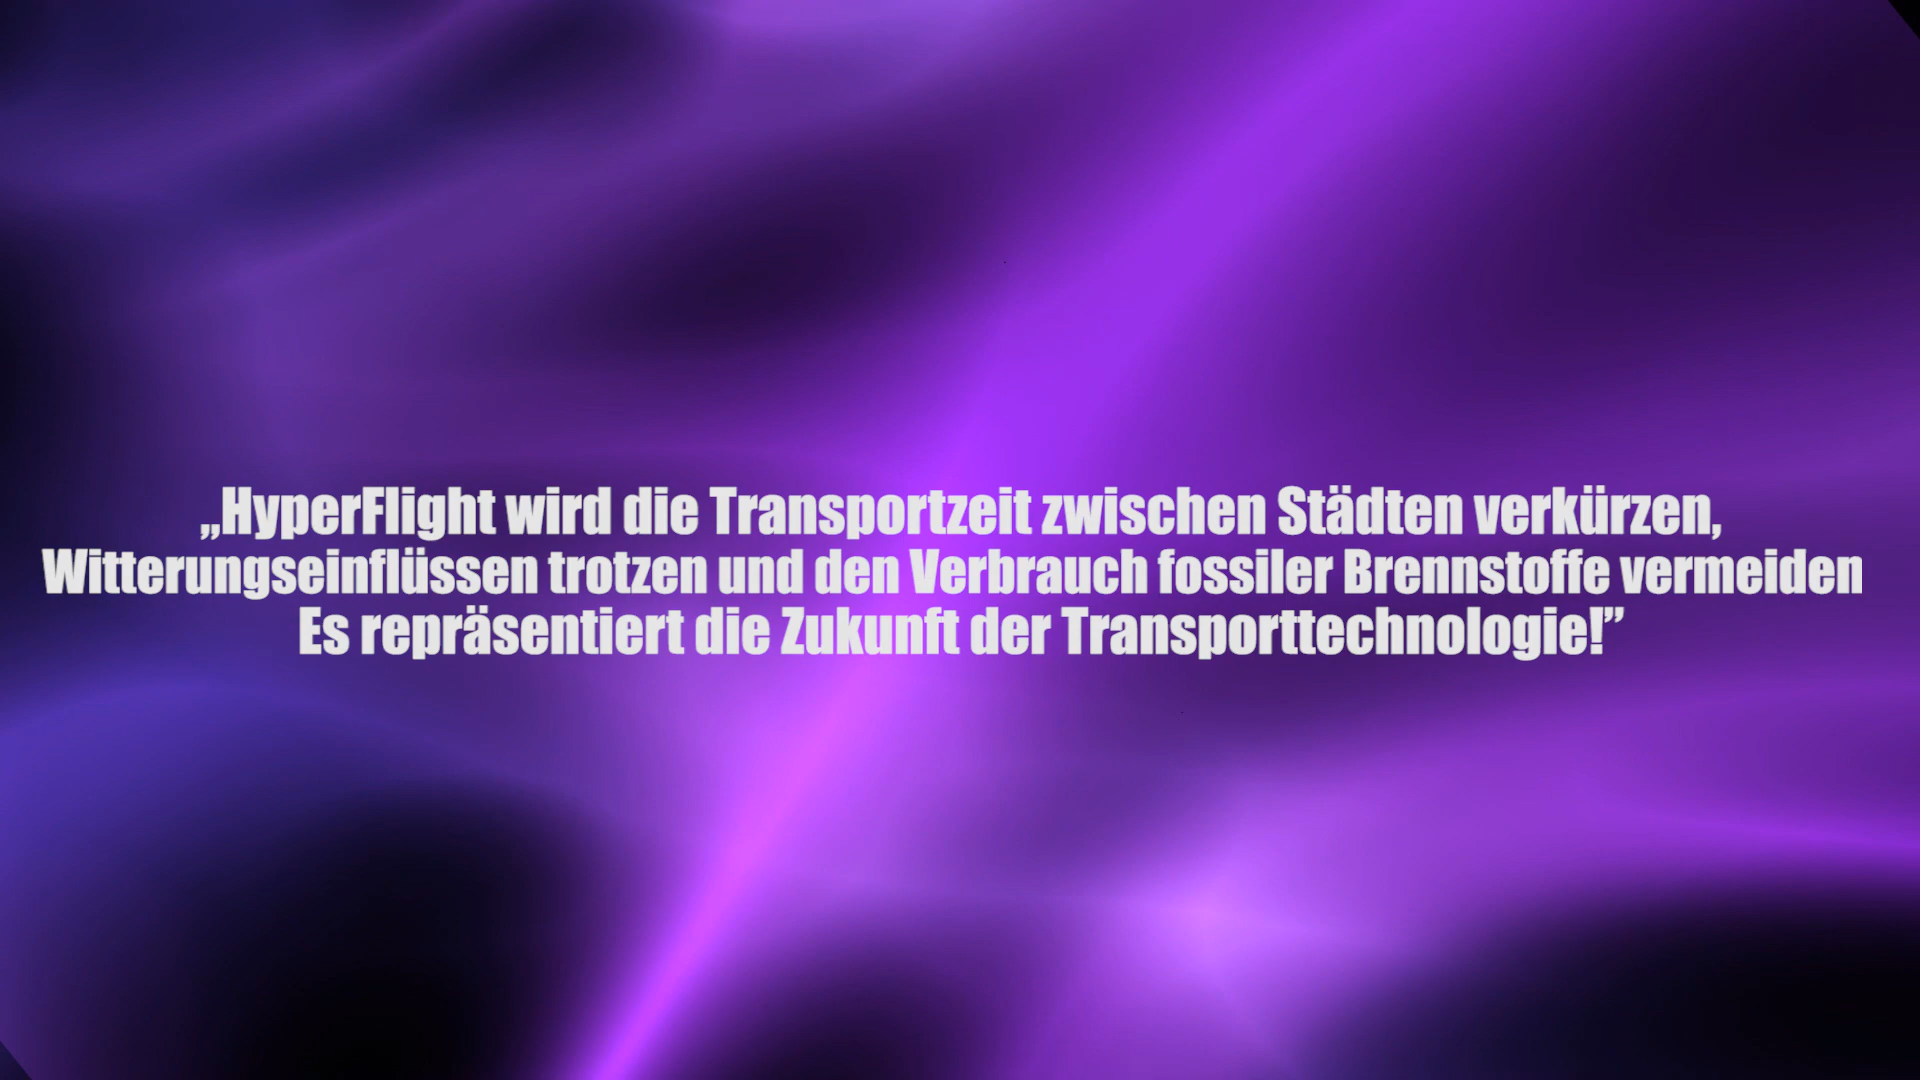 „HyperFlight wird die Transportzeit zwischen Städten verkürzen,
Witterungseinflüssen trotzen und den Verbrauch fossiler Brennstoffe vermeiden
Es repräsentiert die Zukunft der Transporttechnologie!”